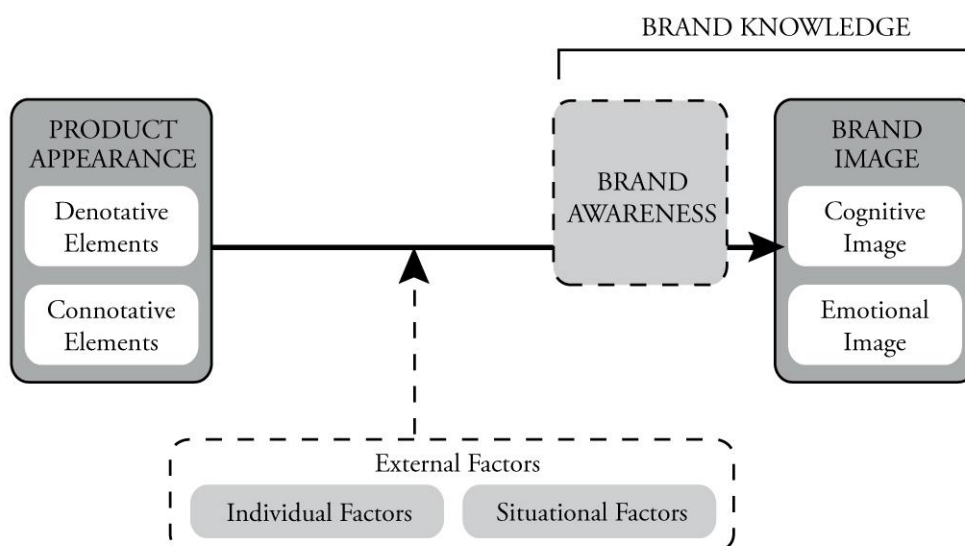 BRAND KNOWLEDGE
PRODUCT
APPEARANCE
Denotative
Elements
Connotative
Elements
BRAND
AWARENESS
BRAND
IMAGE
Cognitive
Image
Emotional
Image
External Factors
Individual Factors
Situational Factors